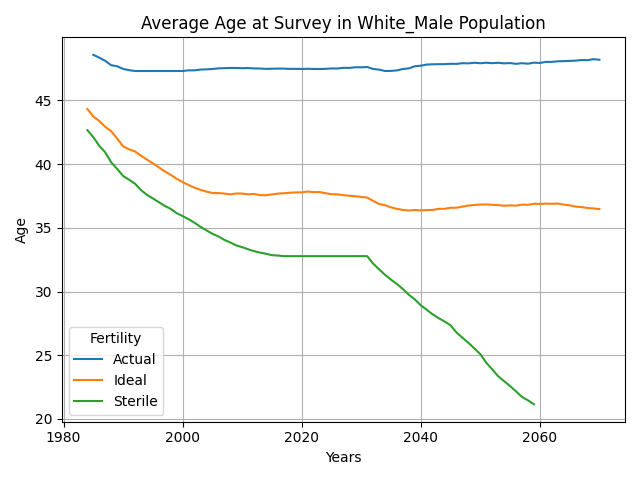 Average Age at Survey in White_Male Population
Age
45
40
35
30
25
20
1980
2000
2020
2040
2060
Years
Fertility
Actual
Ideal
Sterile